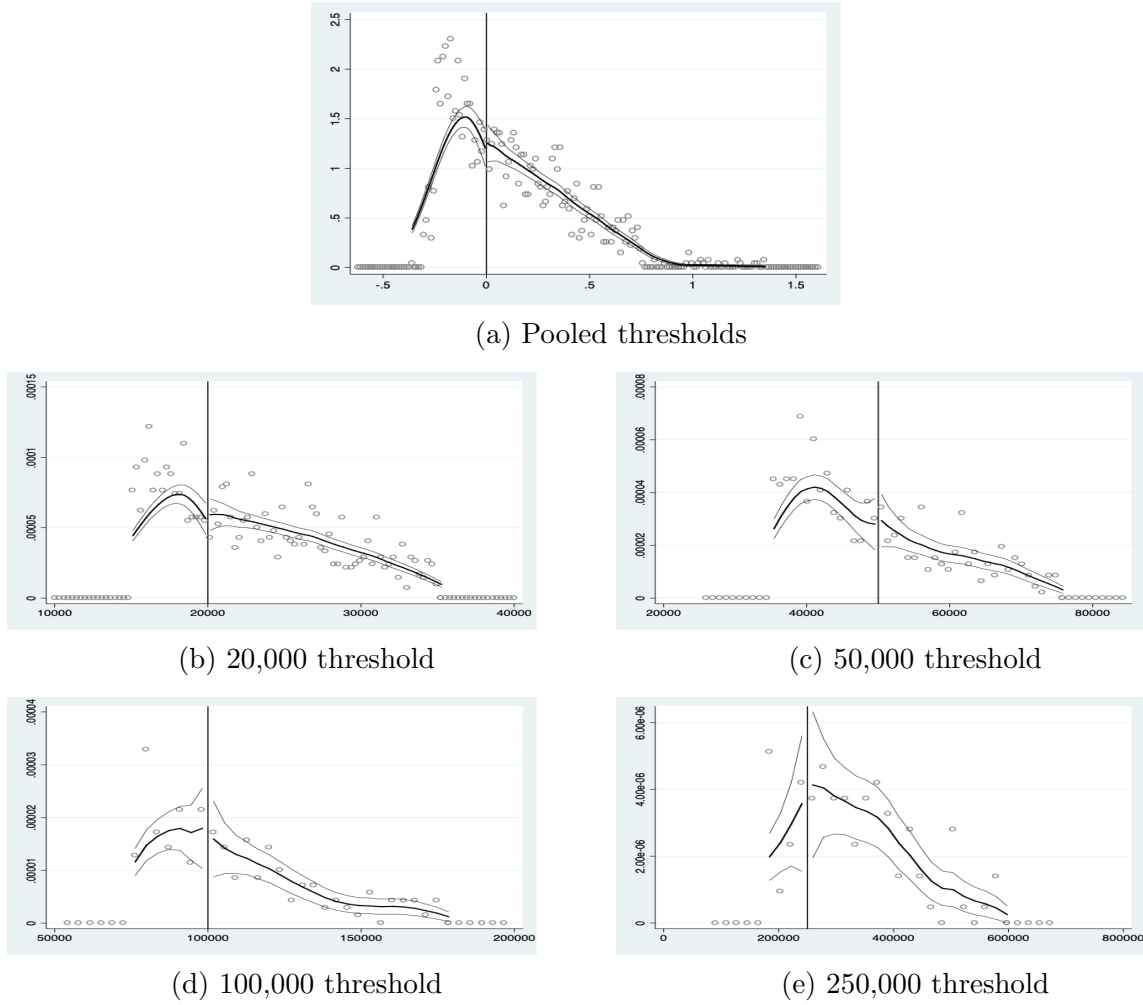 2.5
2
1.5
1
.5
0
-.5 0 .5 1 1.5
(a) Pooled thresholds
.00015
.0001
.00005
0
10000 20000 30000 40000
(b) 20,000 threshold
.00008
.00006
.00004
.00002
0
20000 40000 60000 80000
(c) 50,000 threshold
.00004
.00003
.00002
.00001
0
50000 100000 150000 200000
(d) 100,000 threshold
6.00e-06
4.00e-06
2.00e-06
0
0 200000 400000 600000 800000
(e) 250,000 threshold